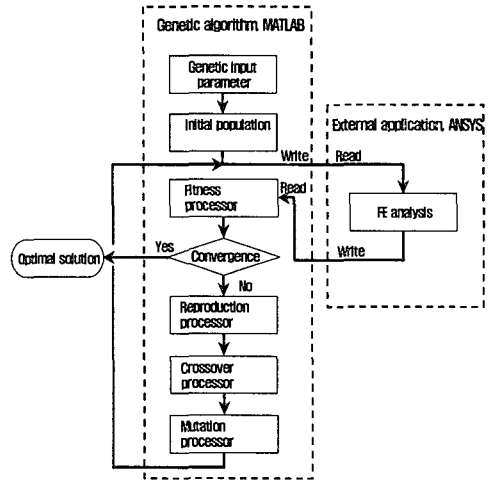 Genetic algorithm, MATLAB
Genetic input
parameter
Initial population
External application, ANSYS
Write
Read
Fitness
processor
Read
FE analysis
Write
Yes
Convergence
Optimal solution
No
Reproduction
processor
Crossover
processor
Mutation
processor